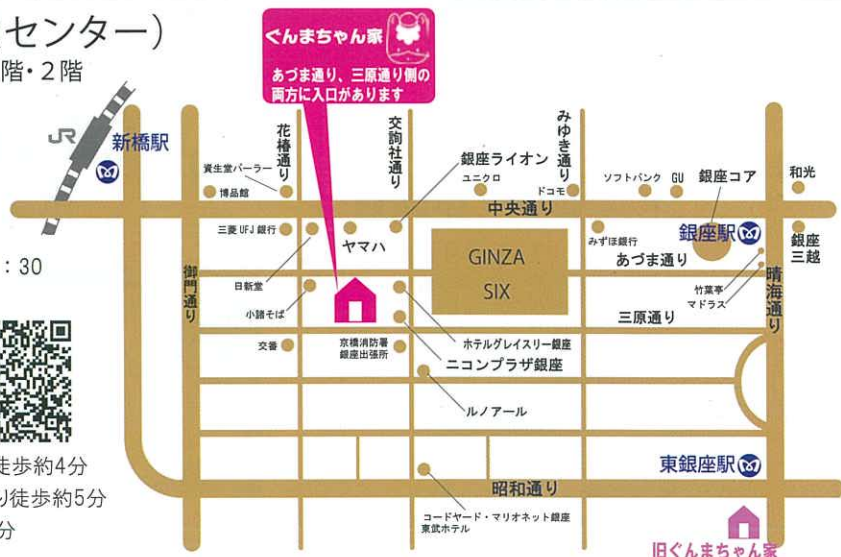 センター）
階・２階
ぐんまちゃん家
あづま通り、三原通り側の
両方に入口があります
JR
新橋駅
花椿通り
交詢社通り
みゆき通り
資生堂パーラー
博品館
銀座ライオン
ユニクロ
ドコモ
ソフトバンク
GU
銀座コア
和光
中央通り
三菱UFJ銀行
ヤマハ
みずほ銀行
銀座駅
銀座
三越
：30
御門通り
日新堂
小諸そば
GINZA
SIX
あづま通り
竹葉亭
マドラス
晴海通り
三原通り
交番
京橋消防署
銀座出張所
ホテルグレイスリー銀座
ニコンプラザ銀座
ルノアール
徒歩約4分
り徒歩約5分
分
東銀座駅
昭和通り
コードヤード・マリオネット銀座
東武ホテル
旧ぐんまちゃん家